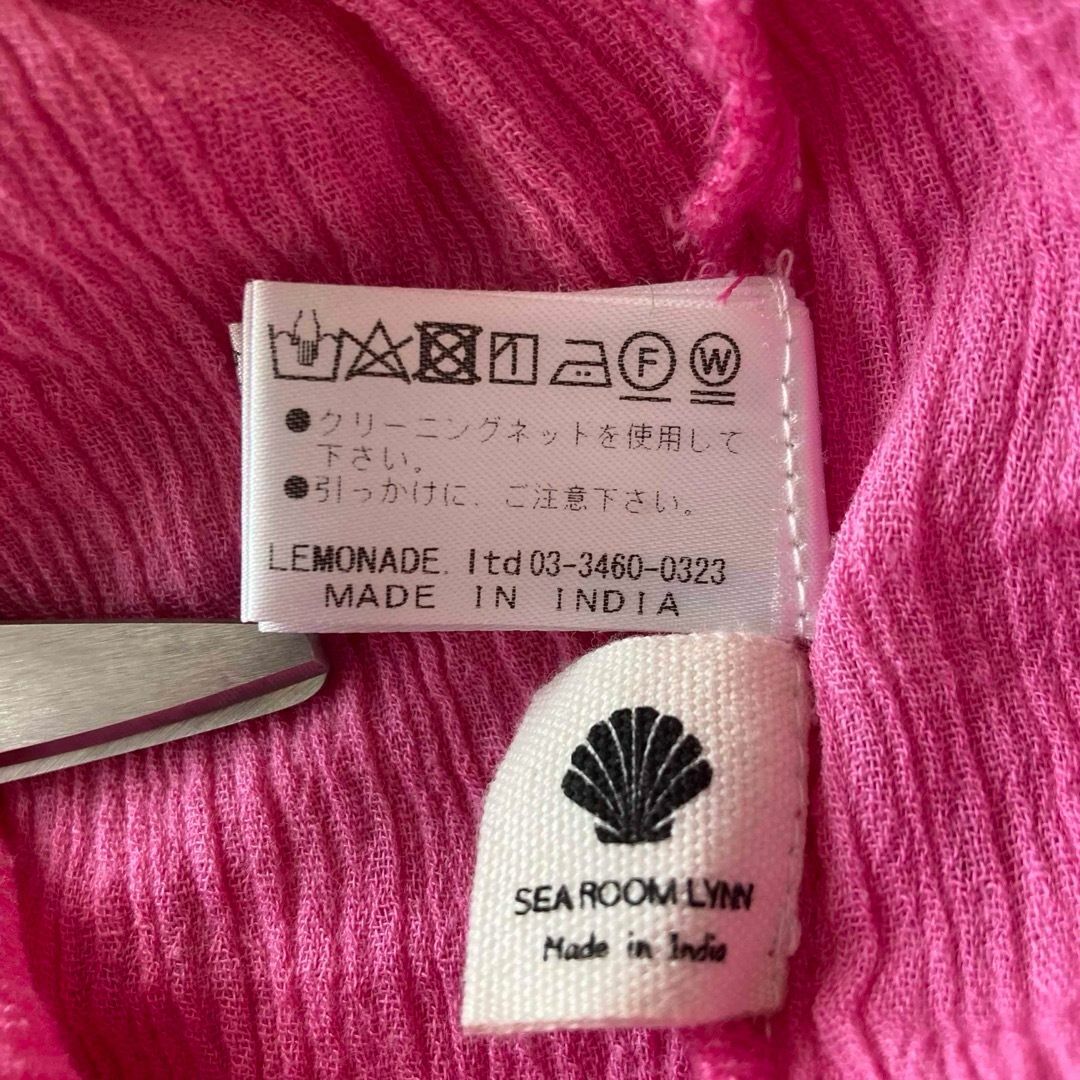 F W
●クリーニングネットを使用して
下さい。
●引っかけに、ご注意下さい。
LEMONADE. ltd 03-3460-0323
MADE IN INDIA
SEA ROOM LYNN
Made in India